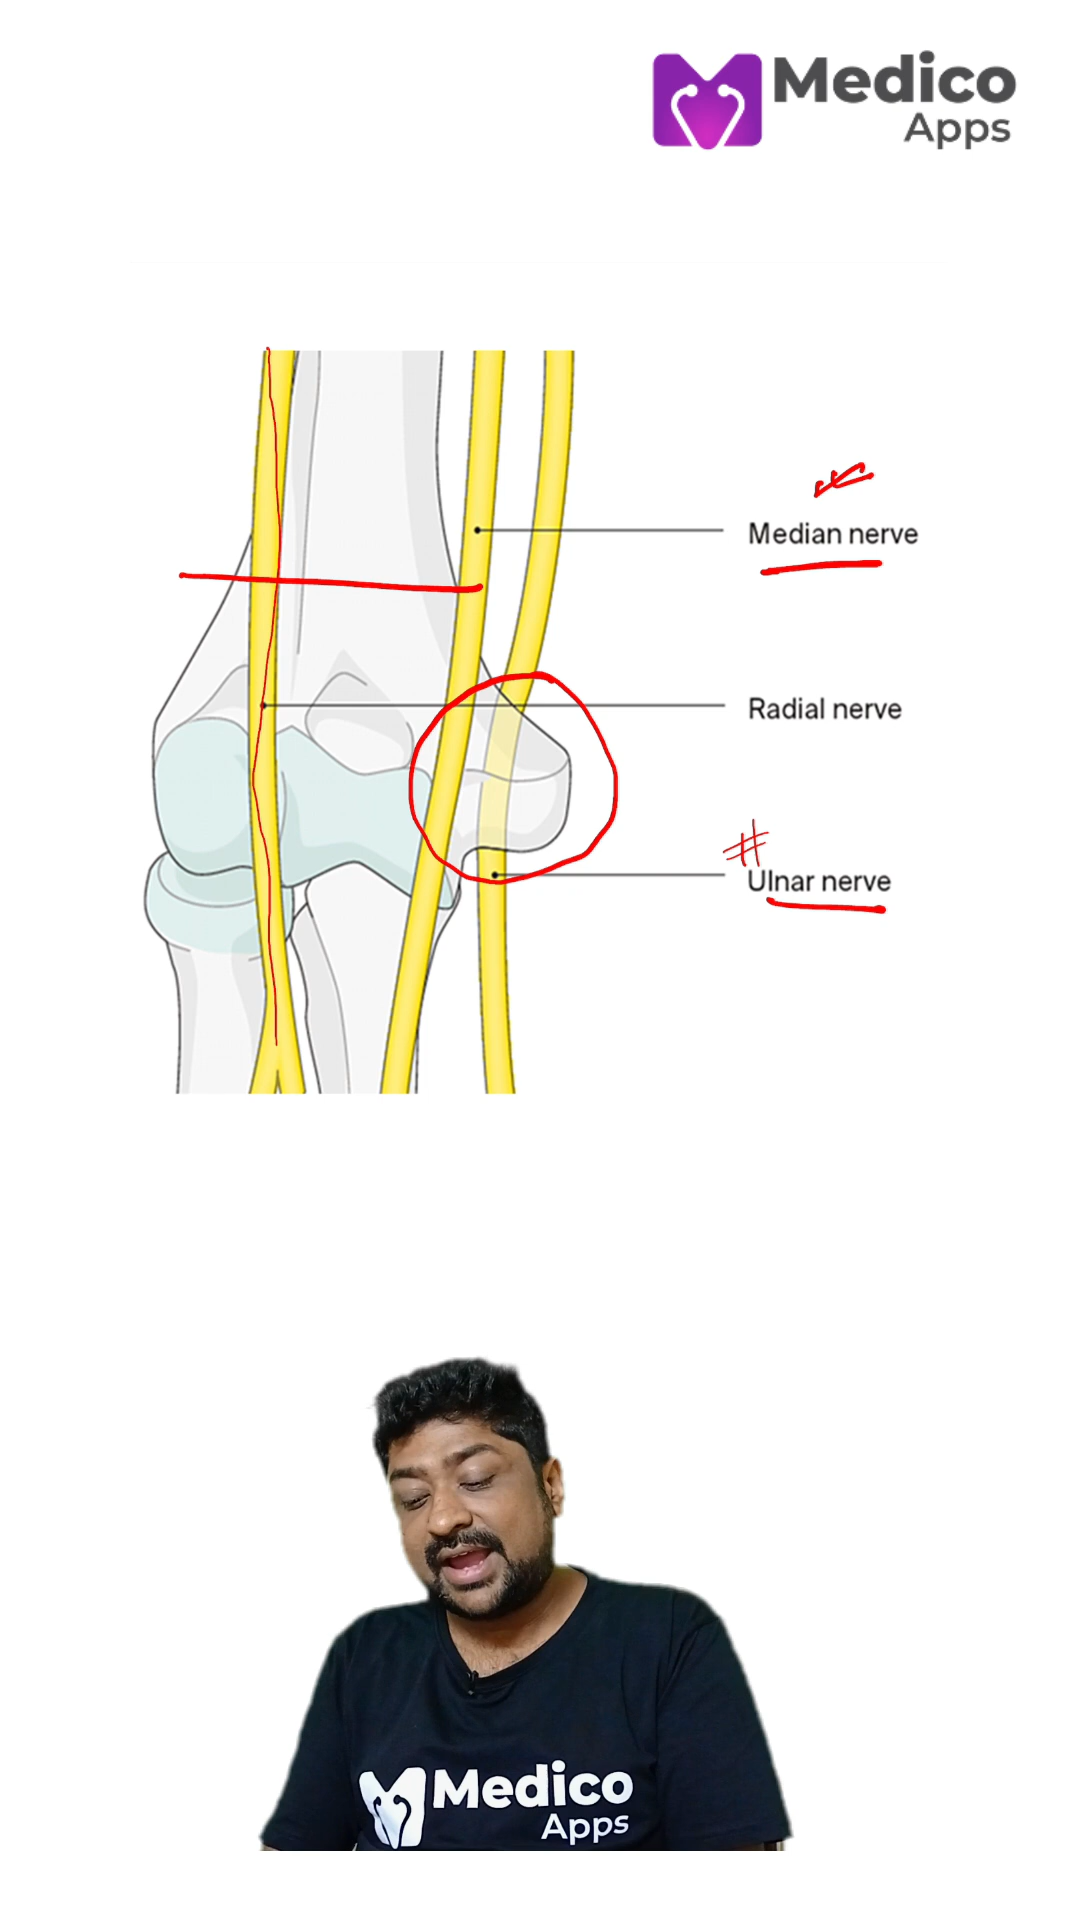 Medico
Apps
Median nerve
Radial nerve
#
Ulnar nerve
Medico
Apps